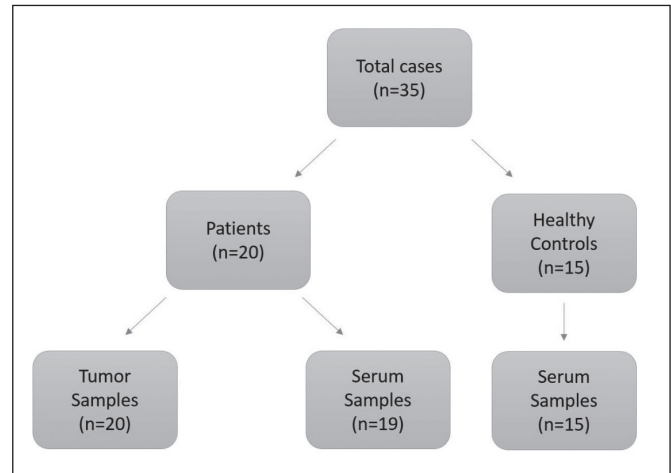 Total cases
(n=35)
Patients
(n=20)
Healthy
Controls
(n=15)
Tumor
Samples
(n=20)
Serum
Samples
(n=19)
Serum
Samples
(n=15)